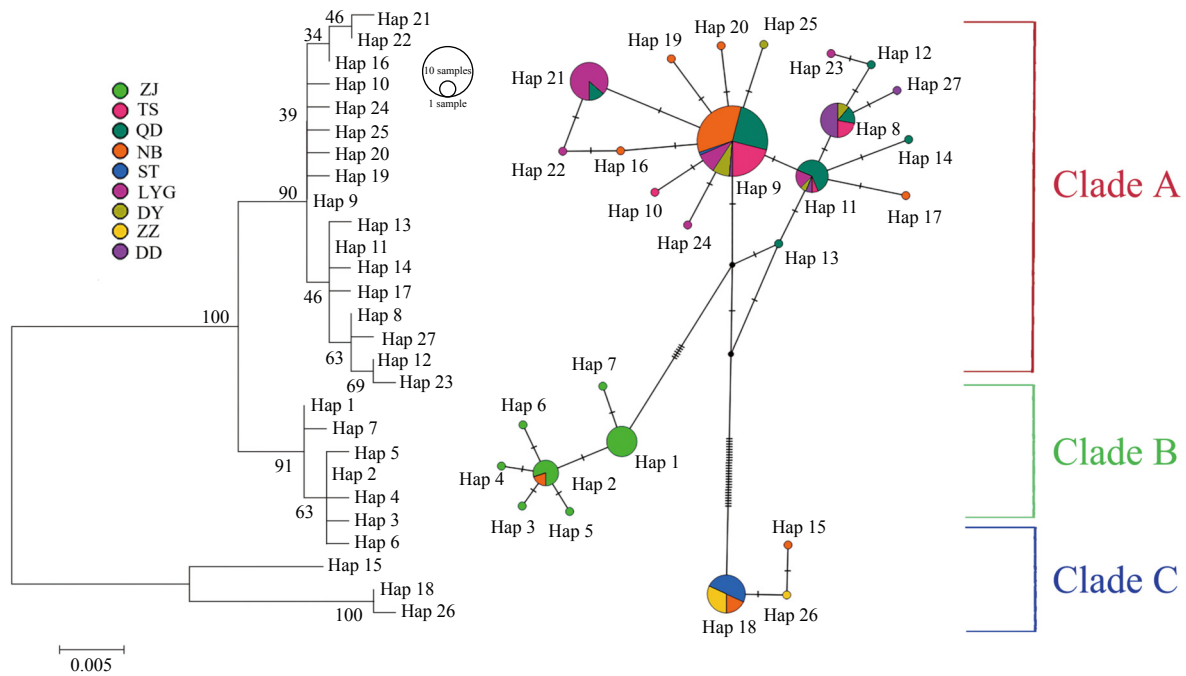 46
Hap 21
34
Hap 22
Hap 16
Hap 10
39
Hap 24
Hap 25
Hap 20
Hap 19
90
Hap 9
Hap 13
Hap 11
Hap 14
46
Hap 17
100
Hap 8
Hap 27
63
Hap 12
69
Hap 23
Hap 1
Hap 7
91
Hap 5
Hap 2
Hap 4
63
Hap 3
Hap 6
Hap 15
Hap 18
100
Hap 26
0.005
ZJ
TS
QD
NB
ST
LYG
DY
ZZ
DD
10 samples
1 sample
Hap 19
Hap 20
Hap 25
Hap 23
Hap 12
Hap 27
Hap 21
Hap 8
Hap 14
Hap 22
Hap 16
Hap 9
Hap 10
Hap 11
Hap 17
Hap 24
Hap 13
Hap 7
Hap 6
Hap 1
Hap 4
Hap 2
Hap 3
Hap 5
Hap 15
Hap 18
Hap 26
Clade A
Clade B
Clade C